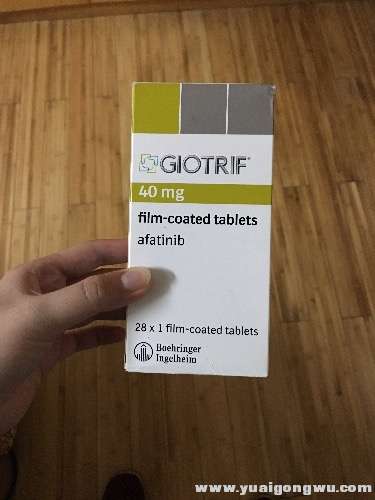 GIOTRIF®
40 mg
film-coated tablets
afatinib
28 x 1 film-coated tablets
Boehringer
Ingelheim
www.yuaigongwu.com